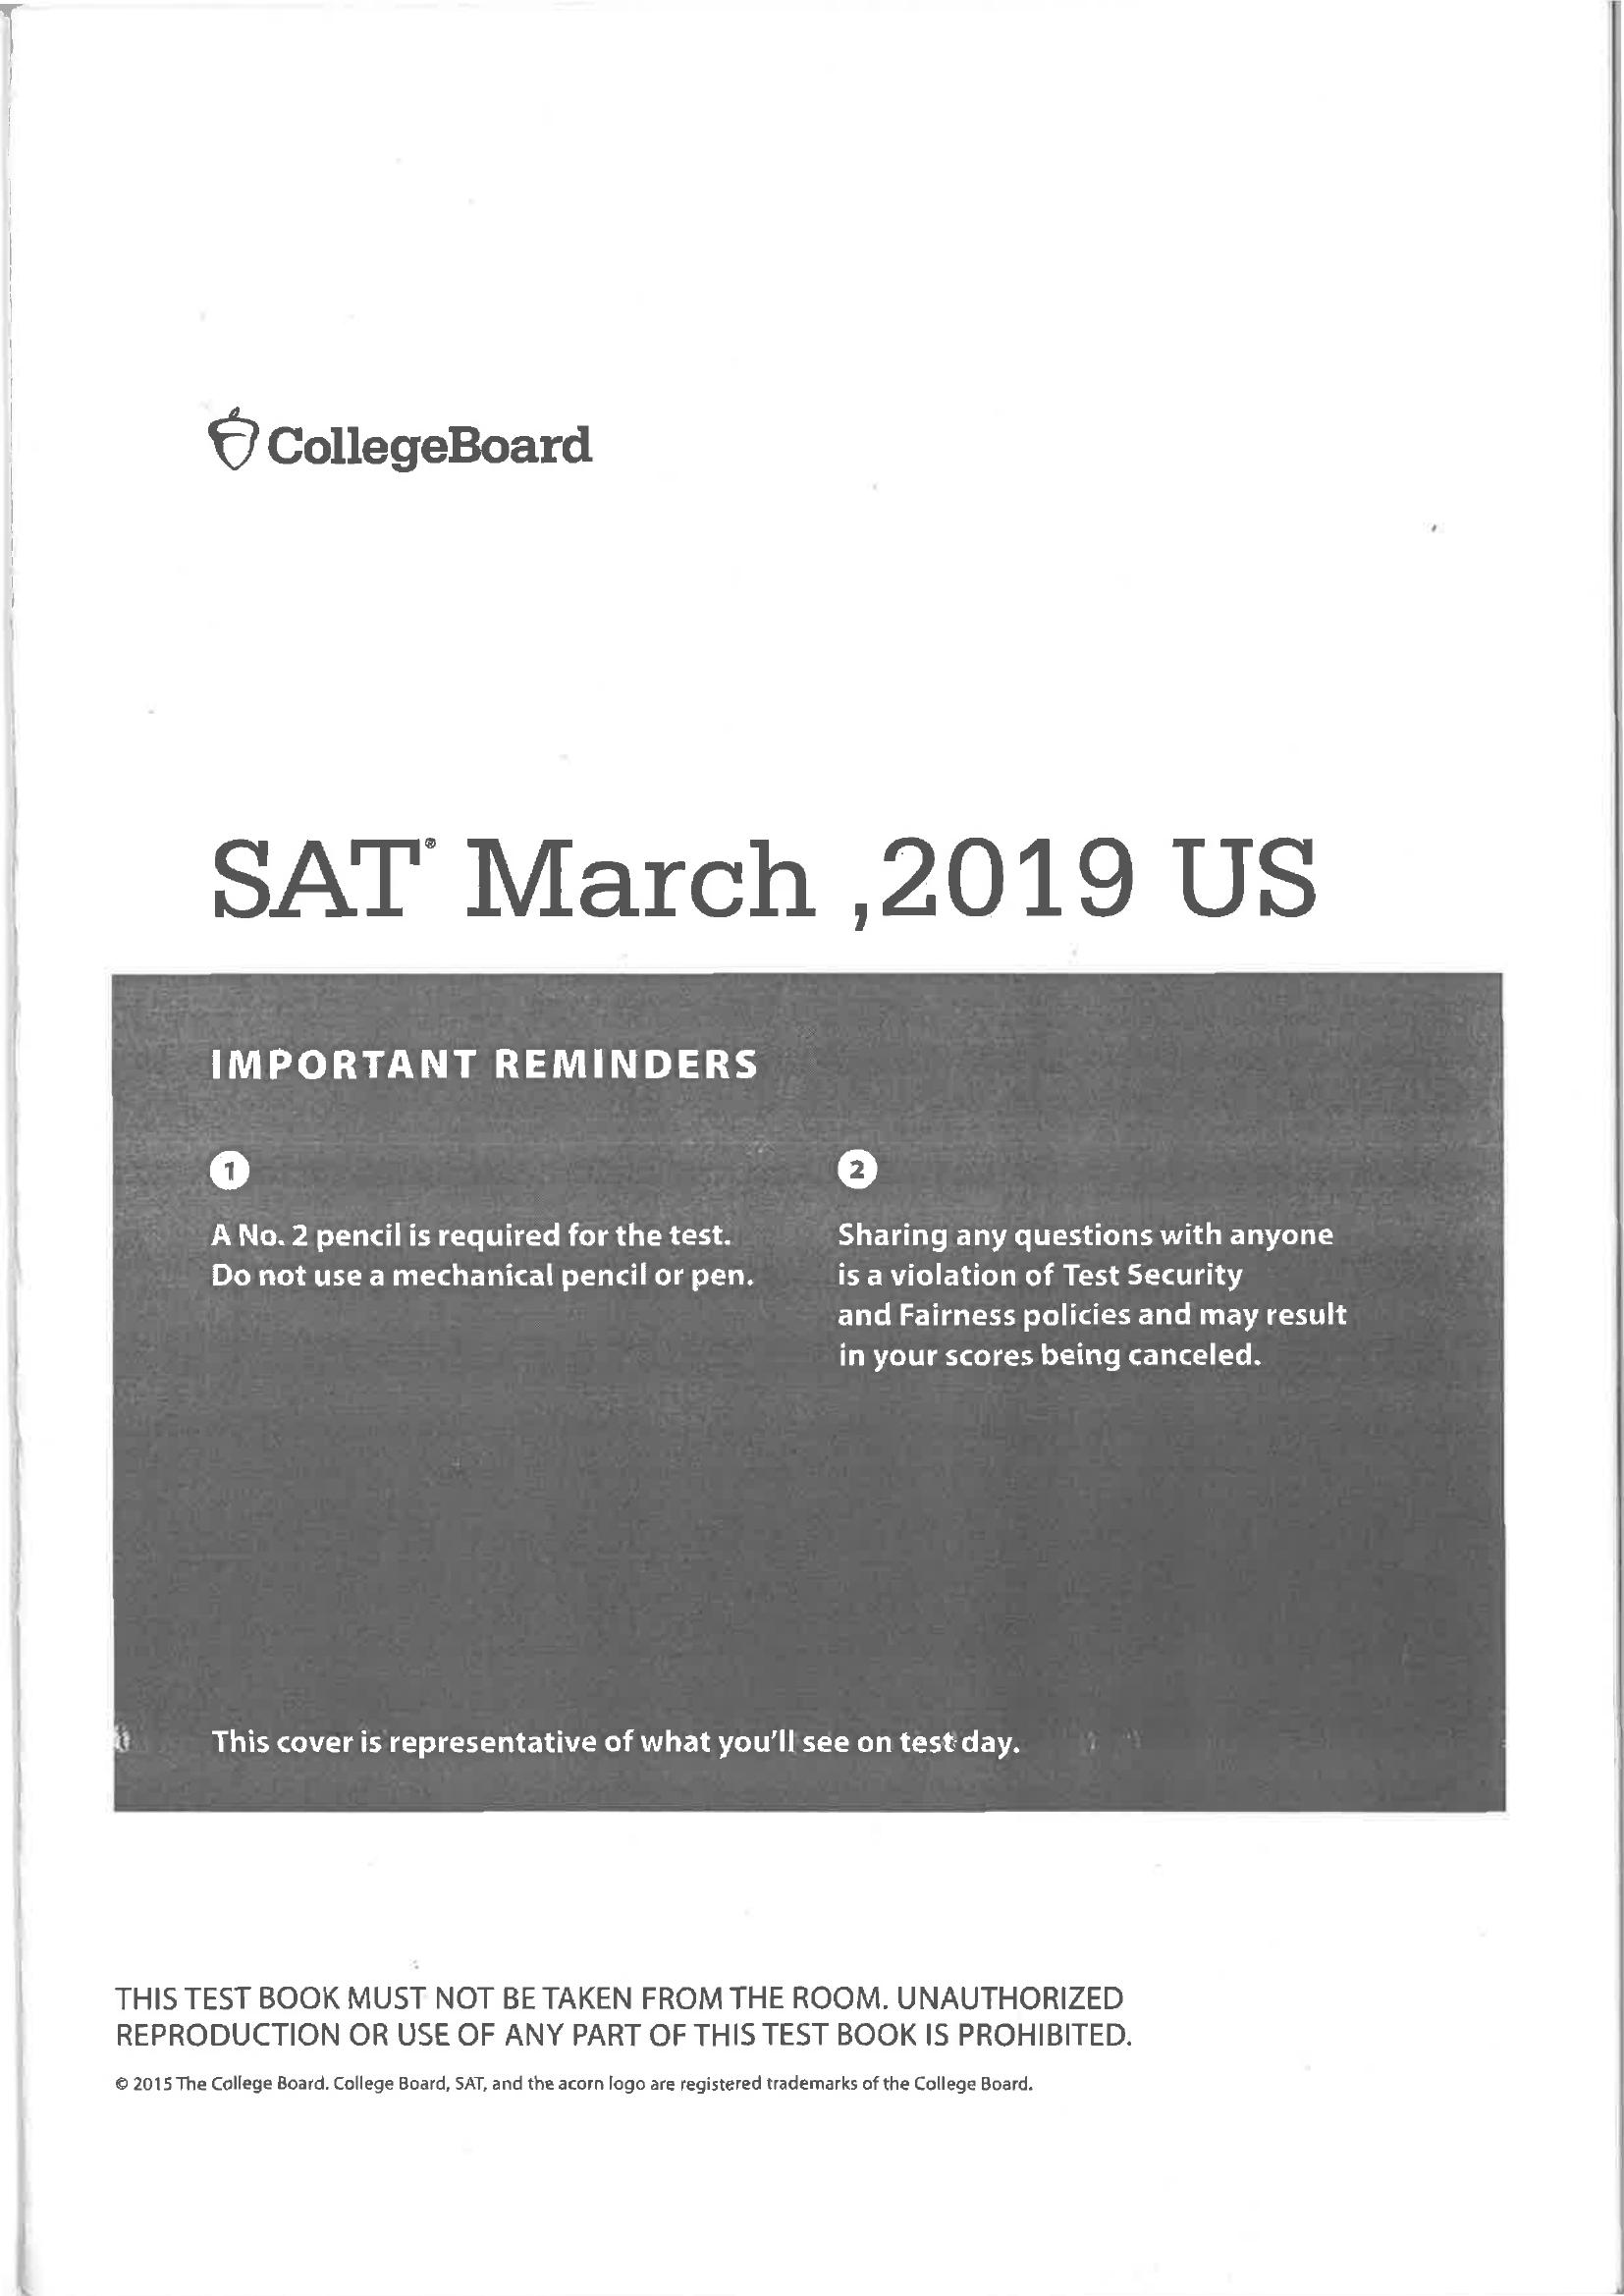 CollegeBoard
SAT® March ,2019 US
IMPORTANT REMINDERS
1
A No. 2 pencil is required for the test.
Do not use a mechanical pencil or pen.
2
Sharing any questions with anyone
is a violation of Test Security
and Fairness policies and may result
in your scores being canceled.
This cover is representative of what you'll see on test day.
THIS TEST BOOK MUST NOT BE TAKEN FROM THE ROOM. UNAUTHORIZED
REPRODUCTION OR USE OF ANY PART OF THIS TEST BOOK IS PROHIBITED.
© 2015 The College Board. College Board, SAT, and the acorn logo are registered trademarks of the College Board.